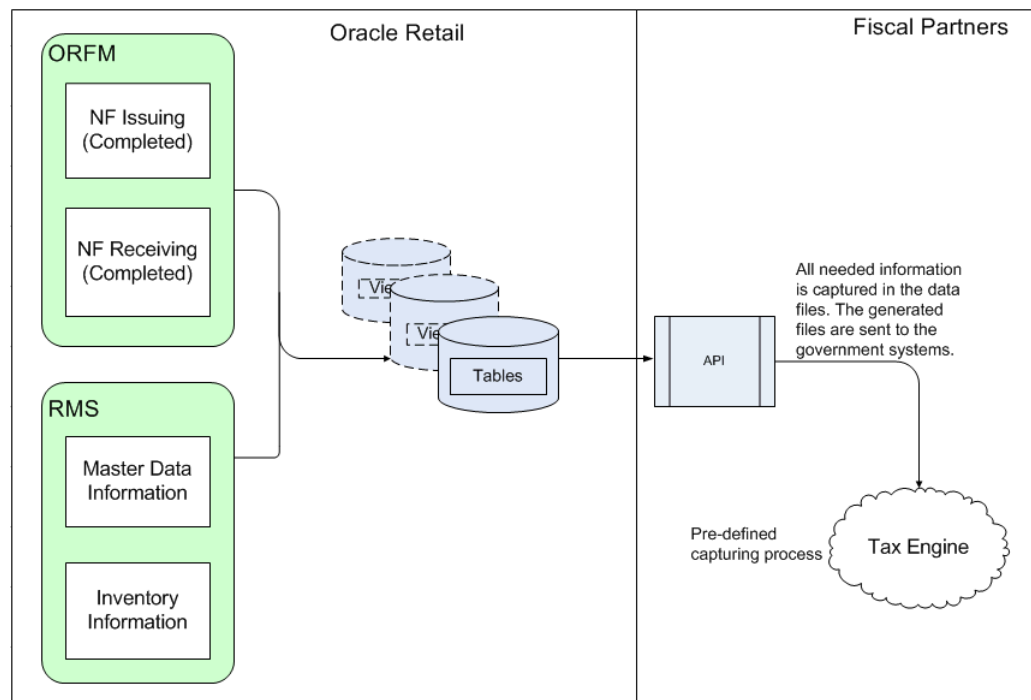 Oracle Retail
Fiscal Partners
ORFM
NF Issuing
(Completed)
NF Receiving
(Completed)
RMS
Master Data
Information
Inventory
Information
Vie
Vie
Tables
API
All needed information
is captured in the data
files. The generated
files are sent to the
government systems.
Pre-defined
capturing process
Tax Engine